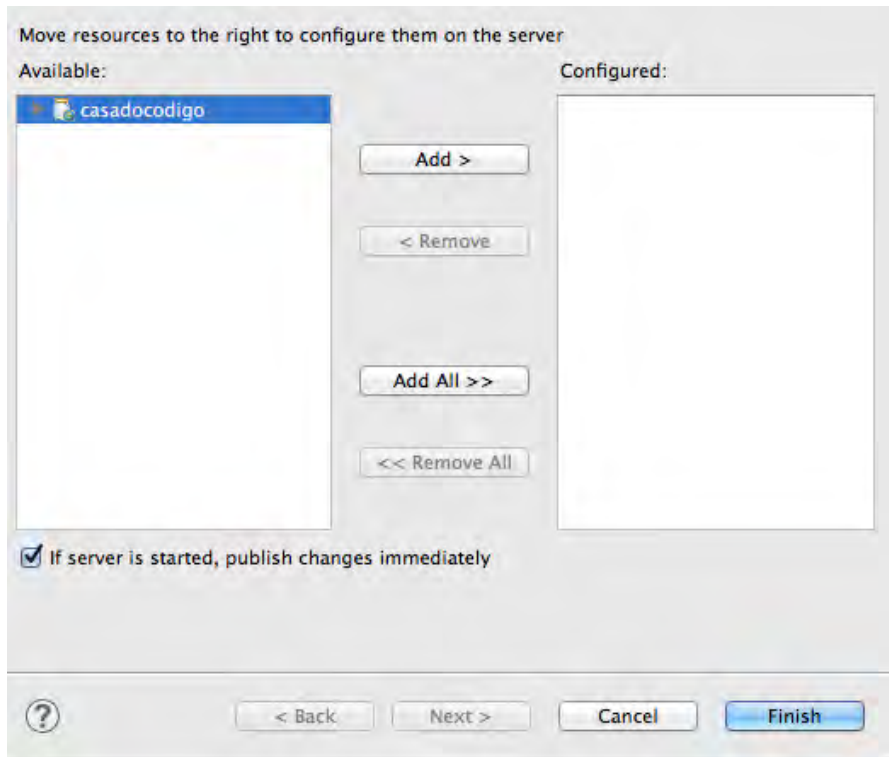 Move resources to the right to configure them on the server
Available:
Configured:
casadocodigo
Add >
< Remove
Add All >>
<< Remove All
If server is started, publish changes immediately
?
< Back
Next >
Cancel
Finish